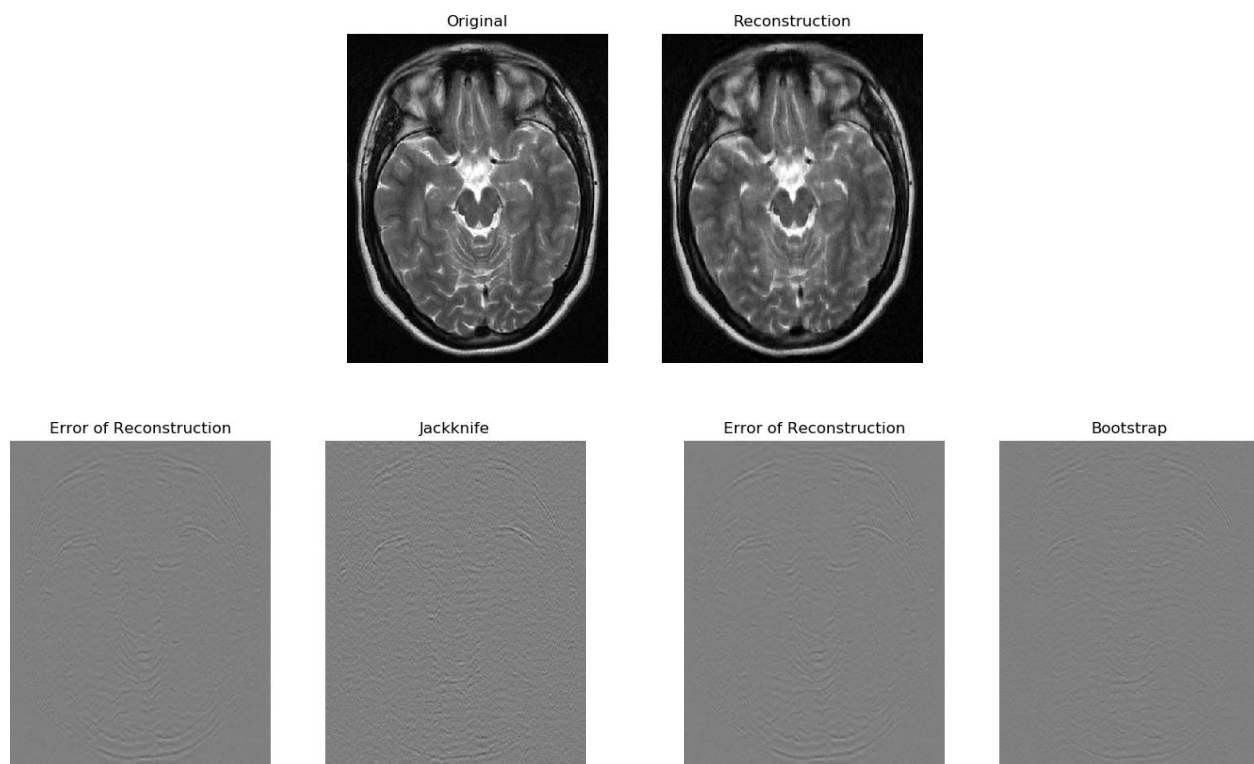 Original
Reconstruction
Error of Reconstruction
Jackknife
Error of Reconstruction
Bootstrap